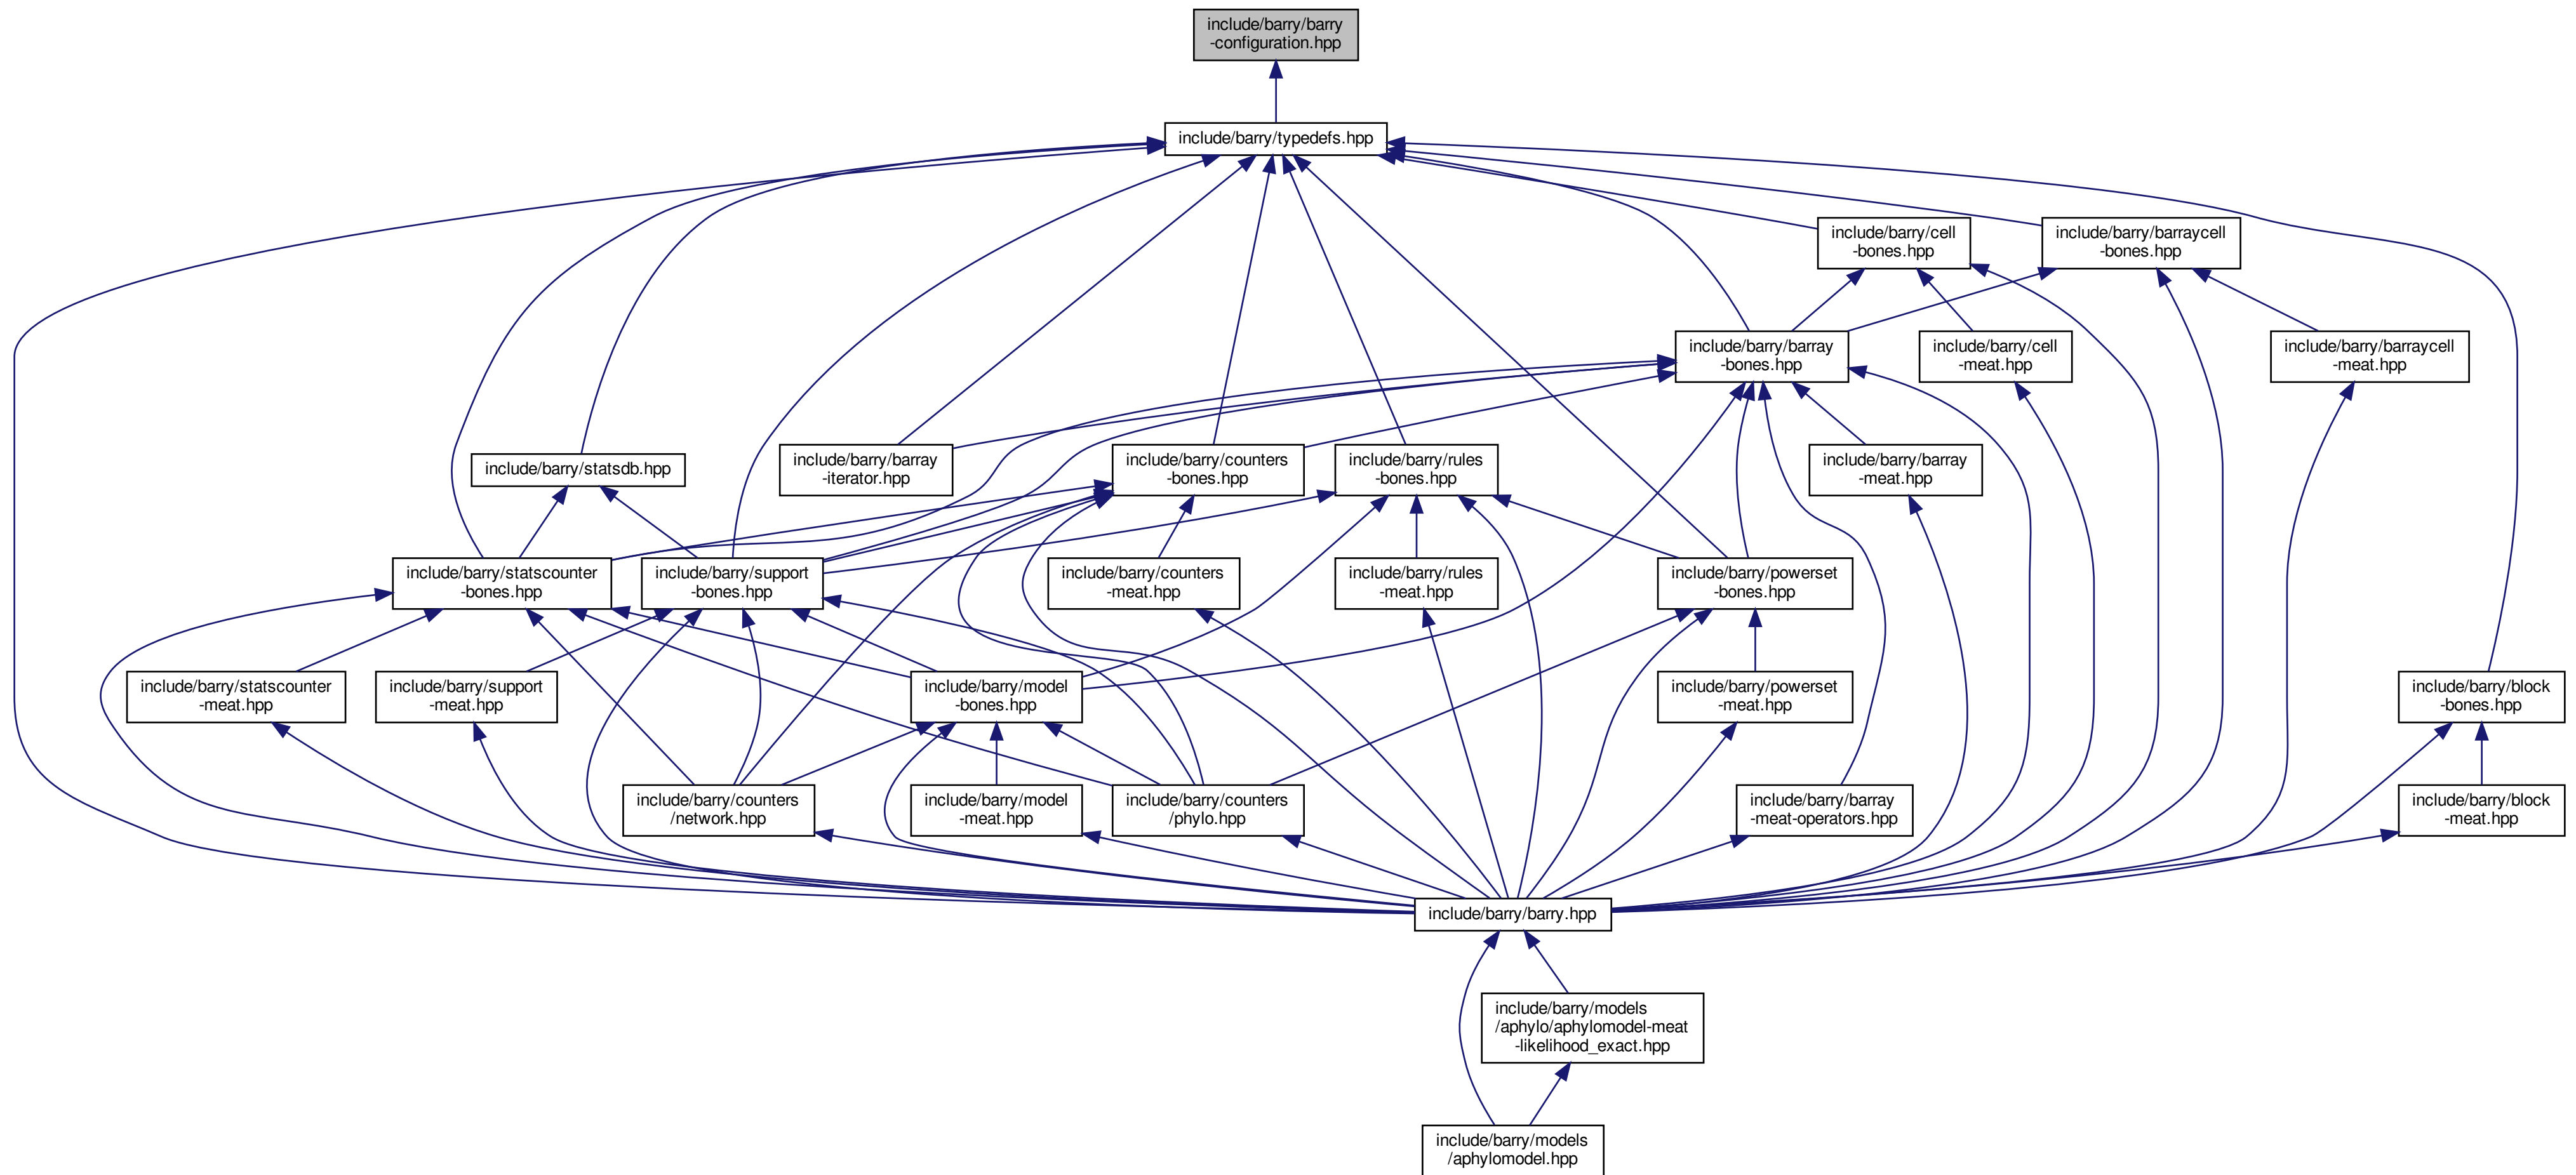 include/barry/barry
-configuration.hpp
include/barry/typedefs.hpp
include/barry/cell
-bones.hpp
include/barry/barraycell
-bones.hpp
include/barry/barray
-bones.hpp
include/barry/cell
-meat.hpp
include/barry/barraycell
-meat.hpp
include/barry/statsdb.hpp
include/barry/barray
-iterator.hpp
include/barry/counters
-bones.hpp
include/barry/rules
-bones.hpp
include/barry/barray
-meat.hpp
include/barry/statscounter
-bones.hpp
include/barry/support
-bones.hpp
include/barry/counters
-meat.hpp
include/barry/rules
-meat.hpp
include/barry/powerset
-bones.hpp
include/barry/statscounter
-meat.hpp
include/barry/support
-meat.hpp
include/barry/model
-bones.hpp
include/barry/powerset
-meat.hpp
include/barry/block
-bones.hpp
include/barry/counters
/network.hpp
include/barry/model
-meat.hpp
include/barry/counters
/phylo.hpp
include/barry/barray
-meat-operators.hpp
include/barry/block
-meat.hpp
include/barry/barry.hpp
include/barry/models
/aphylo/aphylomodel-meat
-likelihood_exact.hpp
include/barry/models
/aphylomodel.hpp